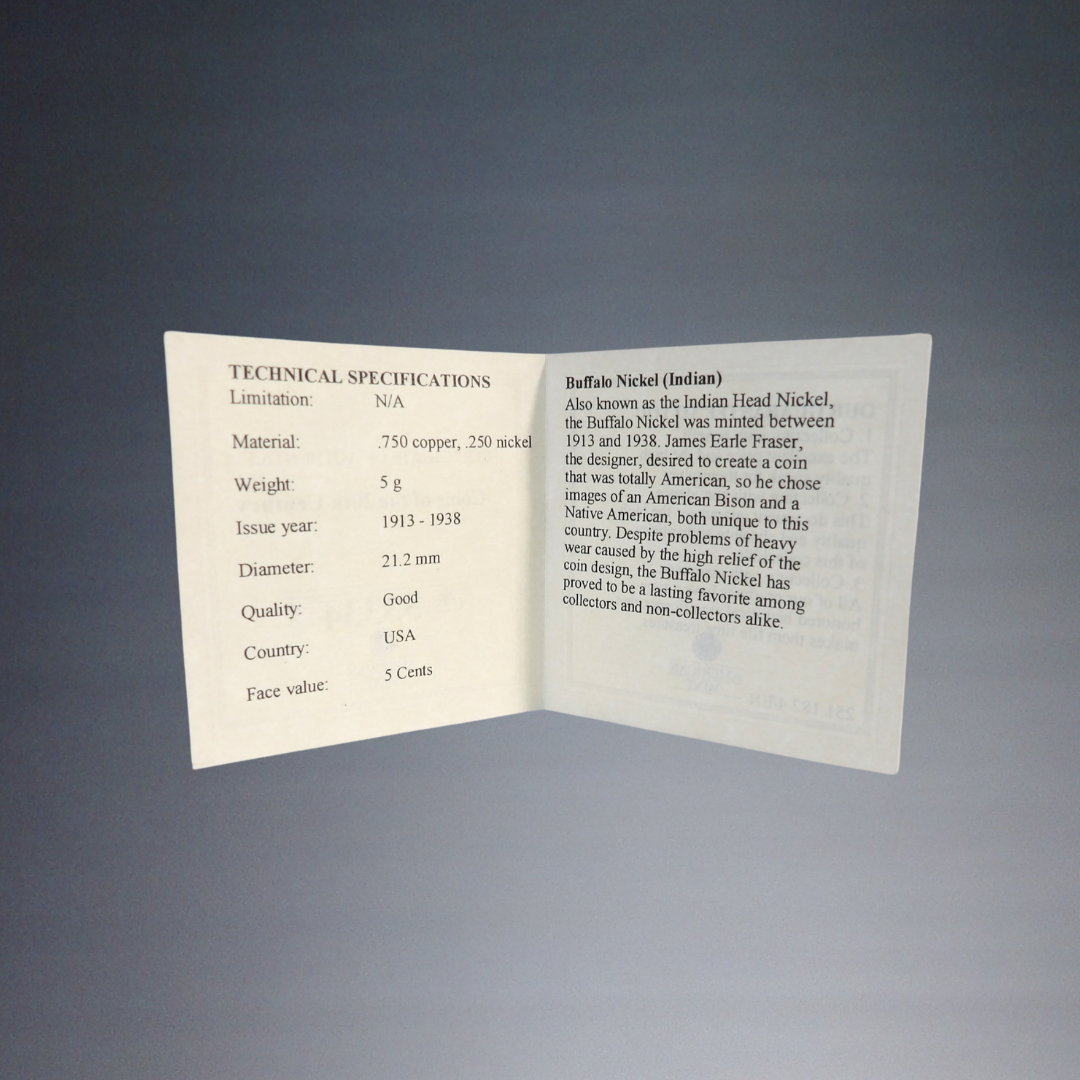 TECHNICAL SPECIFICATIONS
Limitation: N/A
Material: .750 copper, .250 nickel
Weight: 5 g
Issue year: 1913 - 1938
Diameter: 21.2 mm
Quality: Good
Country: USA
Face value: 5 Cents
Buffalo Nickel (Indian)
Also known as the Indian Head Nickel,
the Buffalo Nickel was minted between
1913 and 1938. James Earle Fraser,
the designer, desired to create a coin
that was totally American, so he chose
images of an American Bison and a
Native American, both unique to this
country. Despite problems of heavy
wear caused by the high relief of the
coin design, the Buffalo Nickel has
proved to be a lasting favorite among
collectors and non-collectors alike.